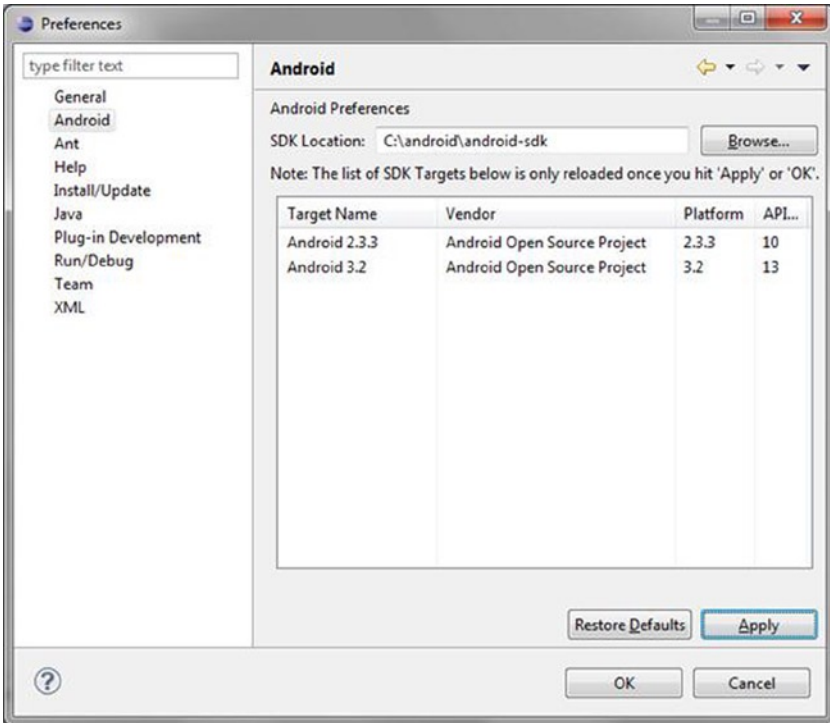 Preferences
type filter text
General
Android
Ant
Help
Install/Update
Java
Plug-in Development
Run/Debug
Team
XML
Android
Android Preferences
SDK Location: C:\android\android-sdk Browse...
Note: The list of SDK Targets below is only reloaded once you hit 'Apply' or 'OK'.
Target Name Vendor Platform API...
Android 2.3.3 Android Open Source Project 2.3.3 10
Android 3.2 Android Open Source Project 3.2 13
Restore Defaults Apply
? OK Cancel